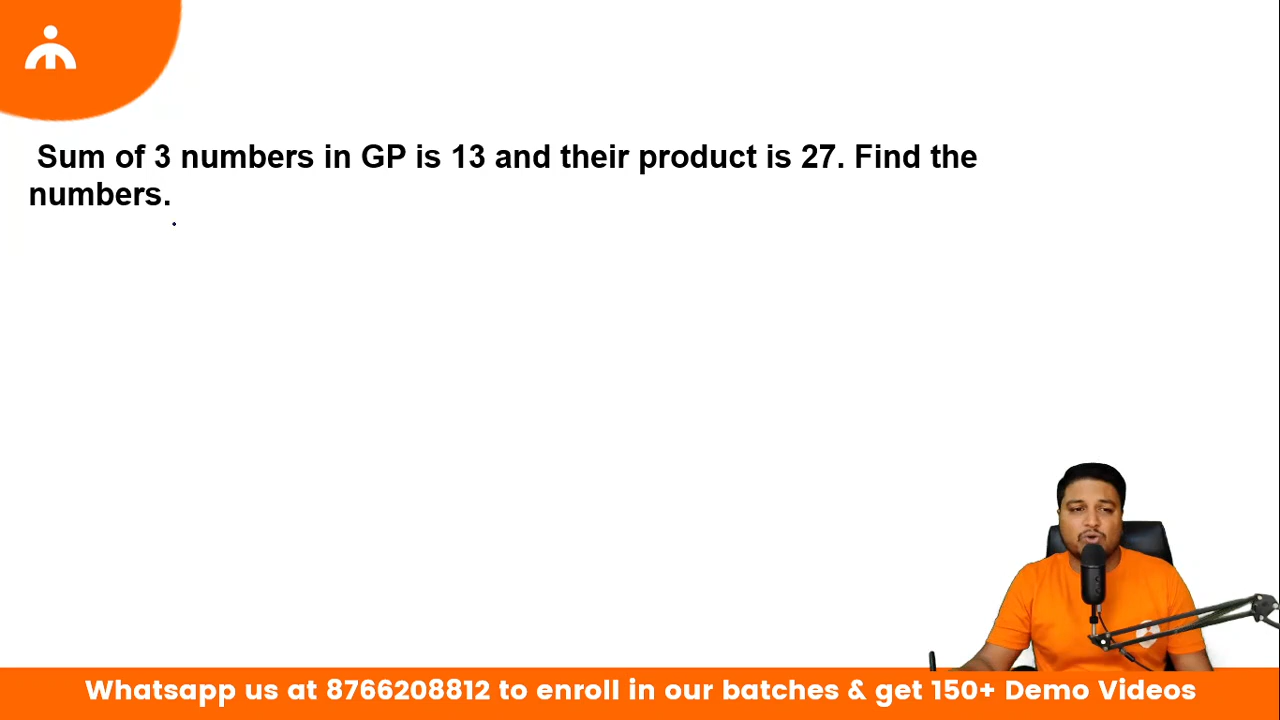 Sum of 3 numbers in GP is 13 and their product is 27. Find the
numbers.
Whatsapp us at 8766208812 to enroll in our batches & get 150+ Demo Videos